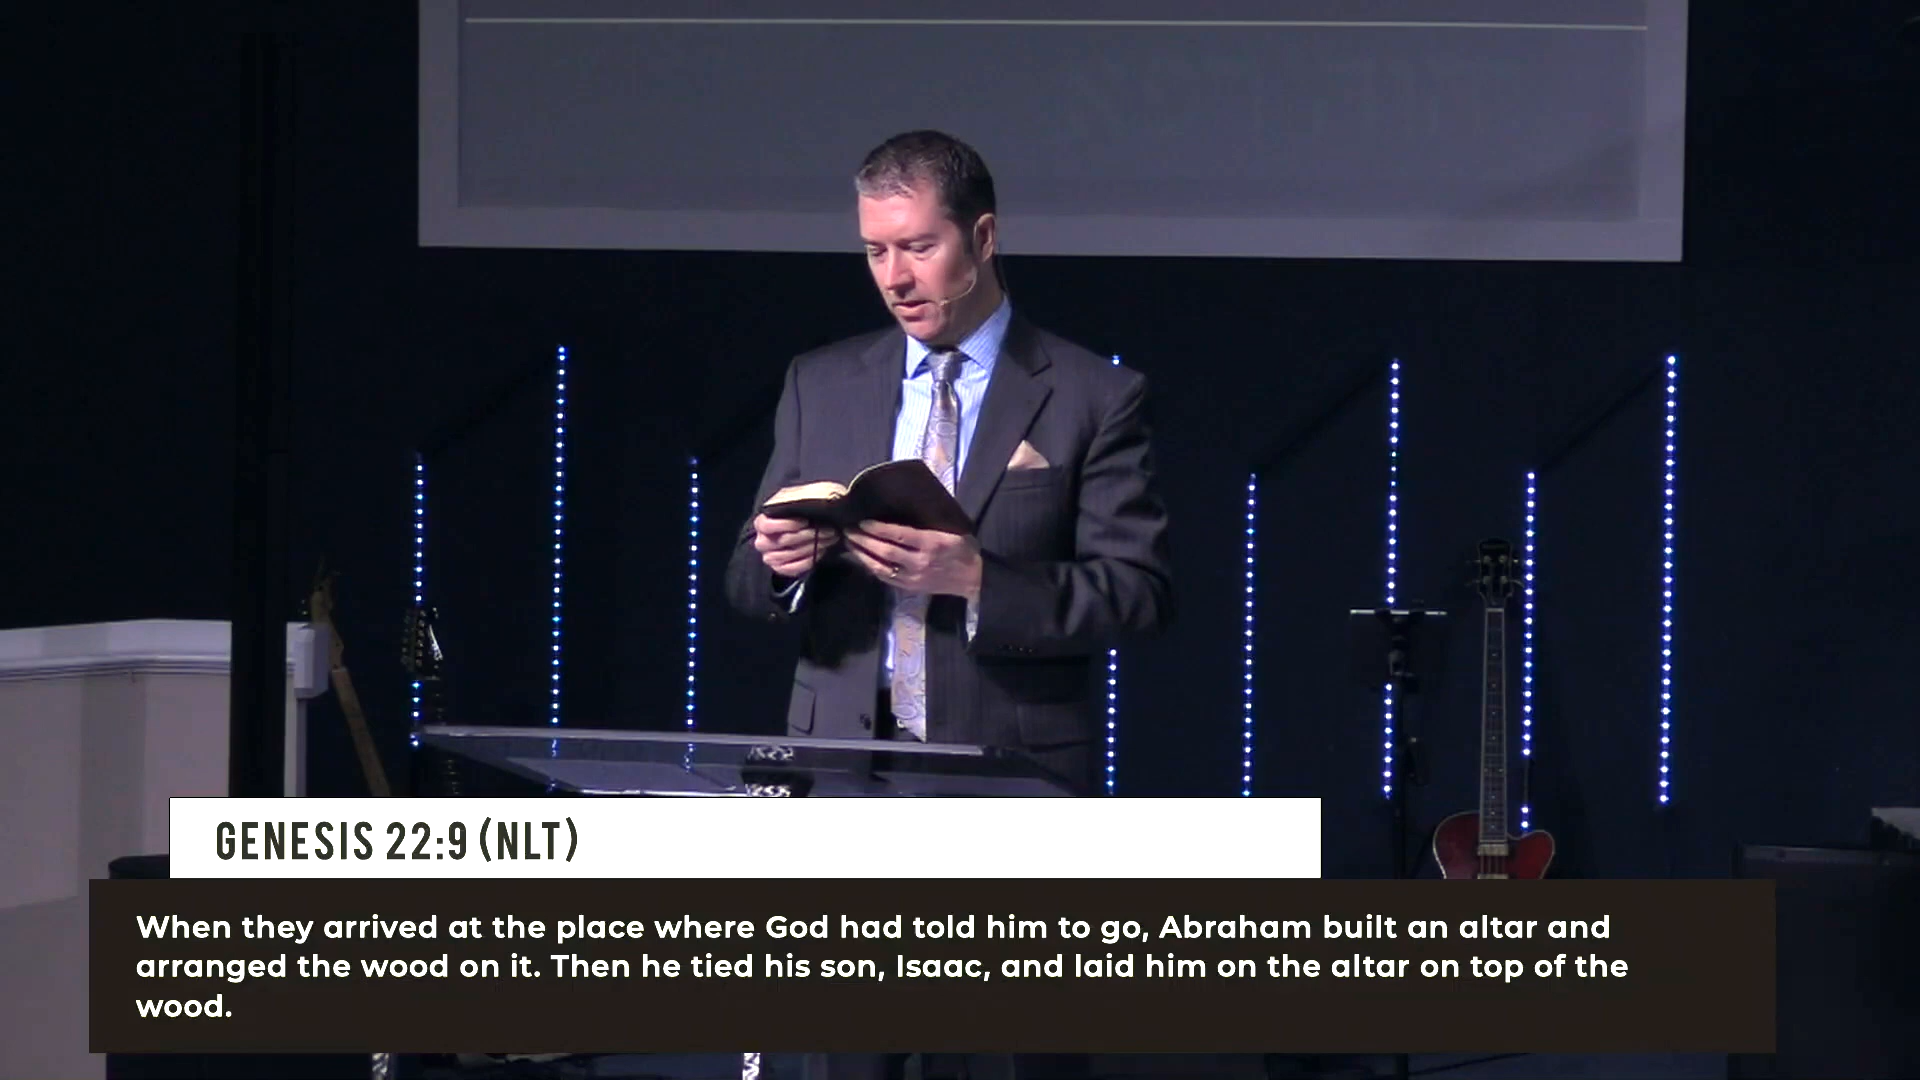 GENESIS 22:9 (NLT)
When they arrived at the place where God had told him to go, Abraham built an altar and
arranged the wood on it. Then he tied his son, Isaac, and laid him on the altar on top of the
wood.